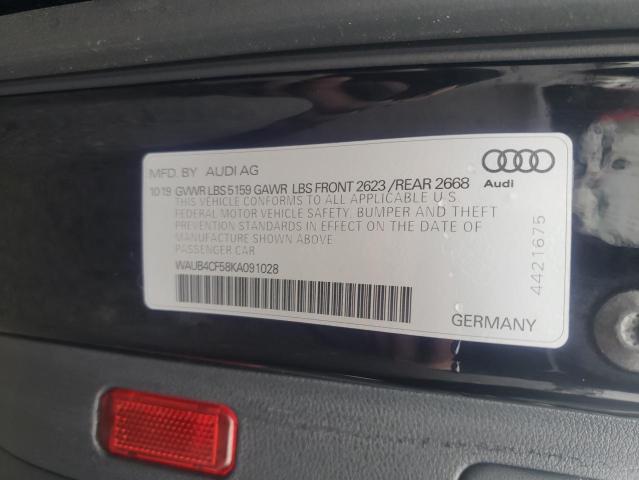 MFD. BY AUDI AG
10 19 GVWR LBS 5159 GAWR LBS FRONT 2623 /REAR 2668
THIS VEHICLE CONFORMS TO ALL APPLICABLE U S
FEDERAL MOTOR VEHICLE SAFETY, BUMPER AND THEFT
PREVENTION STANDARDS IN EFFECT ON THE DATE OF
MANUFACTURE SHOWN ABOVE
PASSENGER CAR
WAUB4CF58KA091028
Audi
4421675
GERMANY